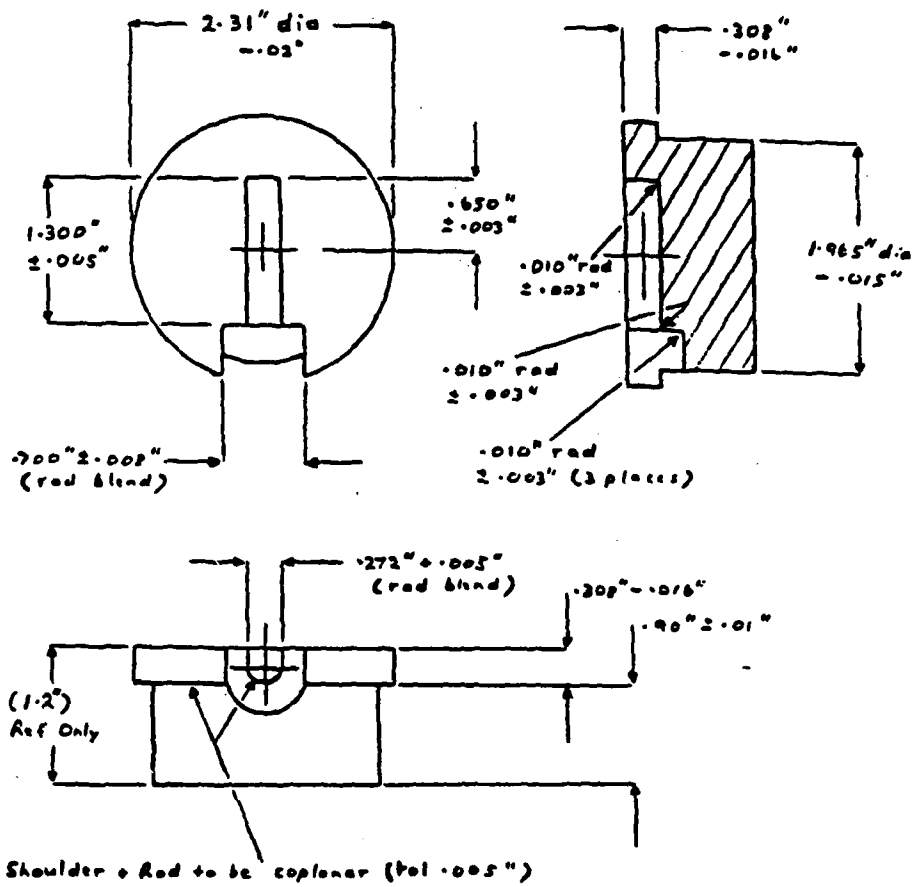 2.31" dia
-.02"
.308"
-.016"
1.300"
±.005"
.650"
±.003"
.010" rad
±.003"
1.965" dia
-.015"
.010" rad
±.003"
.700" ±.008"
(rad blend)
.010" rad
±.003" (3 places)
.272" + .005"
(rad blend)
.308" -.016"
.90" ±.01"
(1.2")
Ref Only
Shoulder + Rad to be coplanar (tol .005")